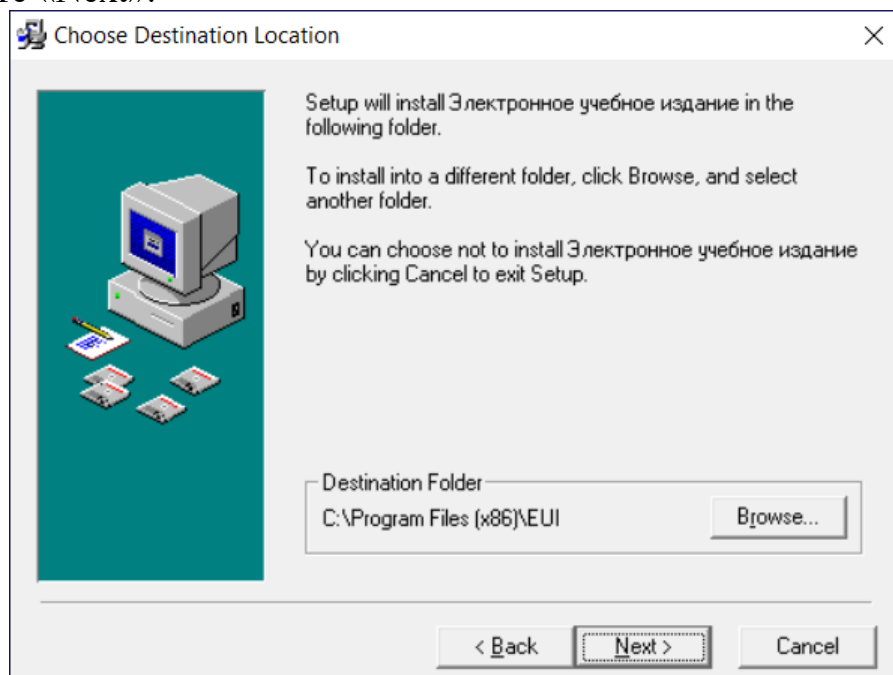 «Next».
Choose Destination Location
Setup will install Электронное учебное издание in the
following folder.
To install into a different folder, click Browse, and select
another folder.
You can choose not to install Электронное учебное издание
by clicking Cancel to exit Setup.
Destination Folder
C:\Program Files (x86)\EUI
Browse...
< Back
Next >
Cancel